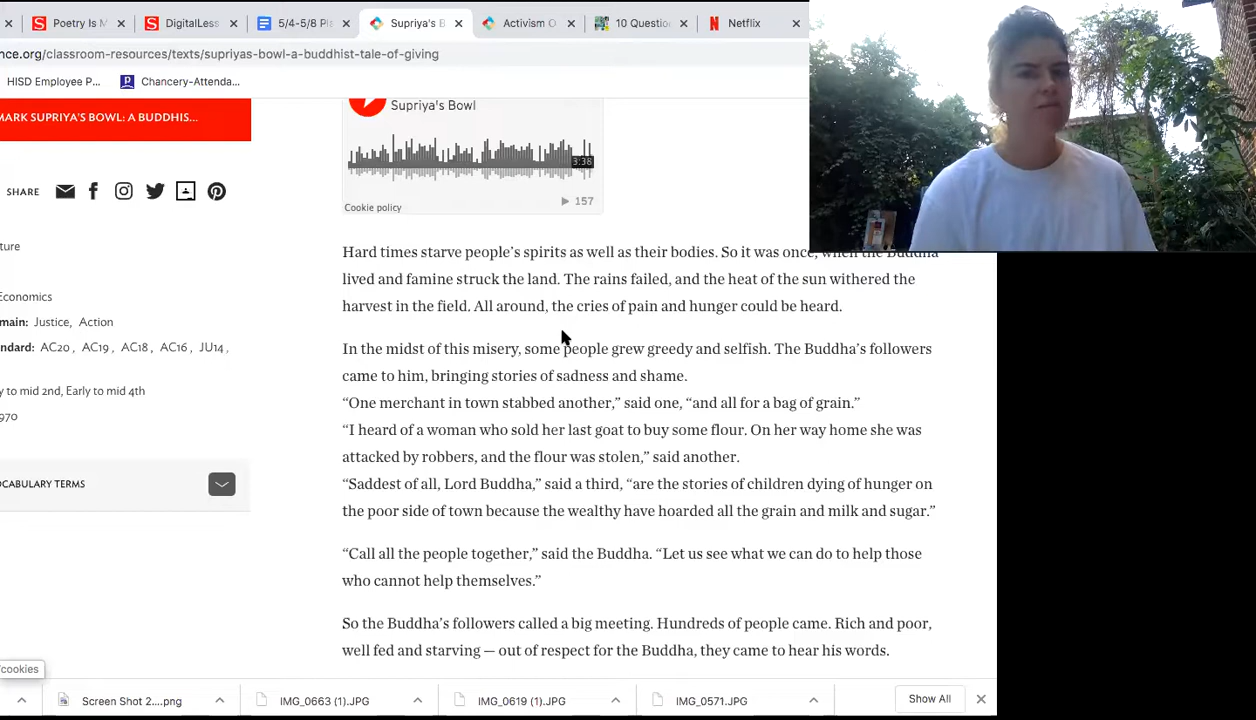 Poetry Is M
DigitalLess
5/4-5/8 Pl
Supriya's B
Activism O
10 Questio
Netflix
nce.org/classroom-resources/texts/supriyas-bowl-a-buddhist-tale-of-giving
HISD Employee P...
Chancery-Attenda...
MARK SUPRIYA'S BOWL: A BUDDHIS...
Supriya's Bowl
3:38
Cookie policy
157
SHARE
ture
Economics
main: Justice, Action
ndard: AC20, AC19, AC18, AC16, JU14,
y to mid 2nd, Early to mid 4th
970
OCABULARY TERMS
Hard times starve people's spirits as well as their bodies. So it was once, when the Buddha
lived and famine struck the land. The rains failed, and the heat of the sun withered the
harvest in the field. All around, the cries of pain and hunger could be heard.
In the midst of this misery, some people grew greedy and selfish. The Buddha's followers
came to him, bringing stories of sadness and shame.
“One merchant in town stabbed another,” said one, “and all for a bag of grain.”
“I heard of a woman who sold her last goat to buy some flour. On her way home she was
attacked by robbers, and the flour was stolen,” said another.
“Saddest of all, Lord Buddha,” said a third, “are the stories of children dying of hunger on
the poor side of town because the wealthy have hoarded all the grain and milk and sugar.”
“Call all the people together,” said the Buddha. “Let us see what we can do to help those
who cannot help themselves.”
So the Buddha's followers called a big meeting. Hundreds of people came. Rich and poor,
well fed and starving — out of respect for the Buddha, they came to hear his words.
/cookies
Screen Shot 2....png
IMG_0663 (1).JPG
IMG_0619 (1).JPG
IMG_0571.JPG
Show All